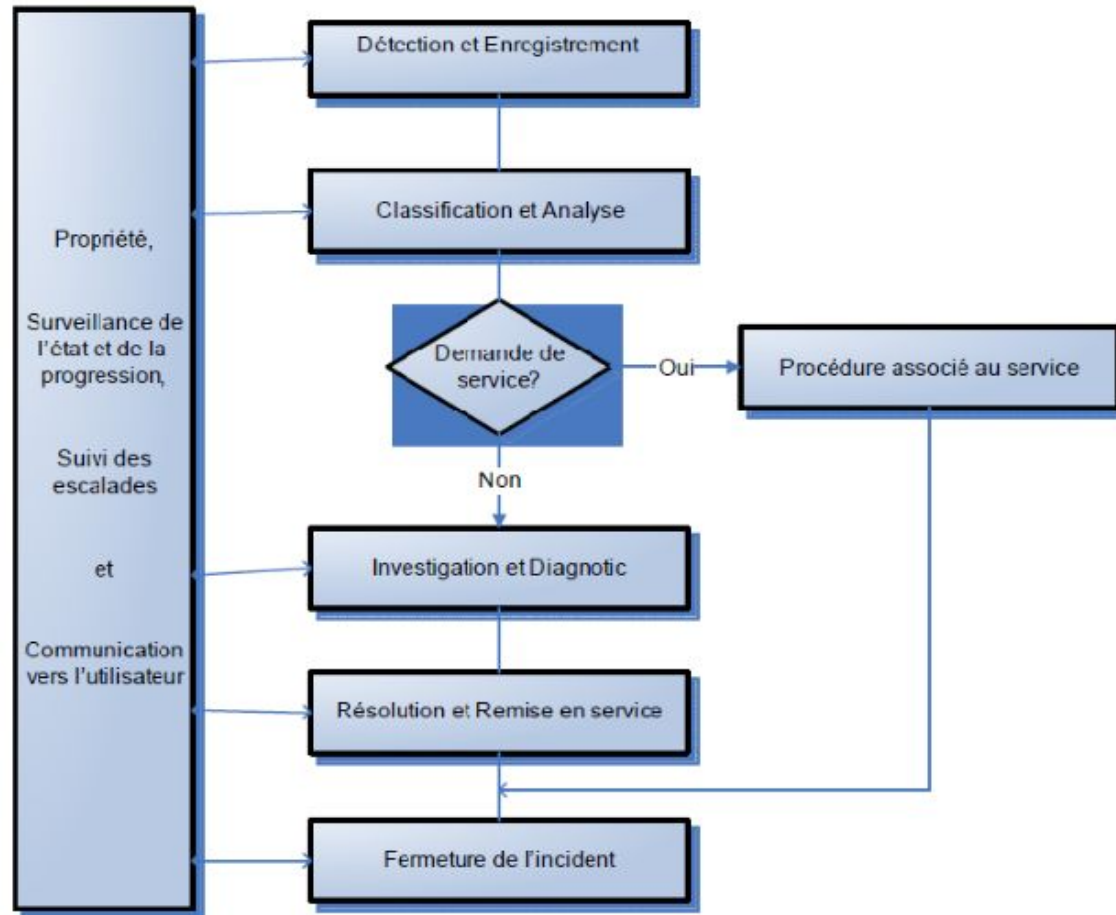 Détection et Enregistrement
Classification et Analyse
Propriété,
Surveillance de
l'état et de la
progression,
Suivi des
escalades
et
Communication
vers l'utilisateur
Demande de
service?
Oui
Procédure associé au service
Non
Investigation et Diagnotic
Résolution et Remise en service
Fermeture de l'incident